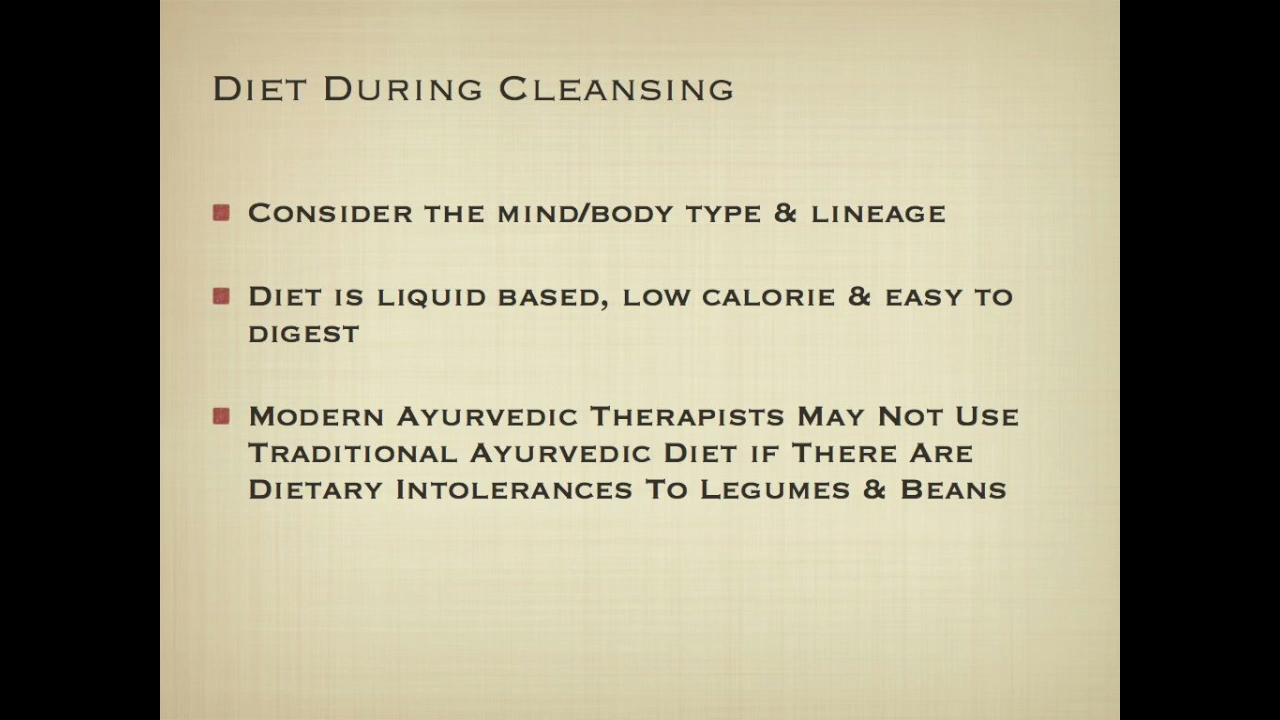 Diet During Cleansing
Consider the mind/body type & lineage
Diet is liquid based, low calorie & easy to
digest
Modern Ayurvedic Therapists May Not Use
Traditional Ayurvedic Diet if There Are
Dietary Intolerances To Legumes & Beans